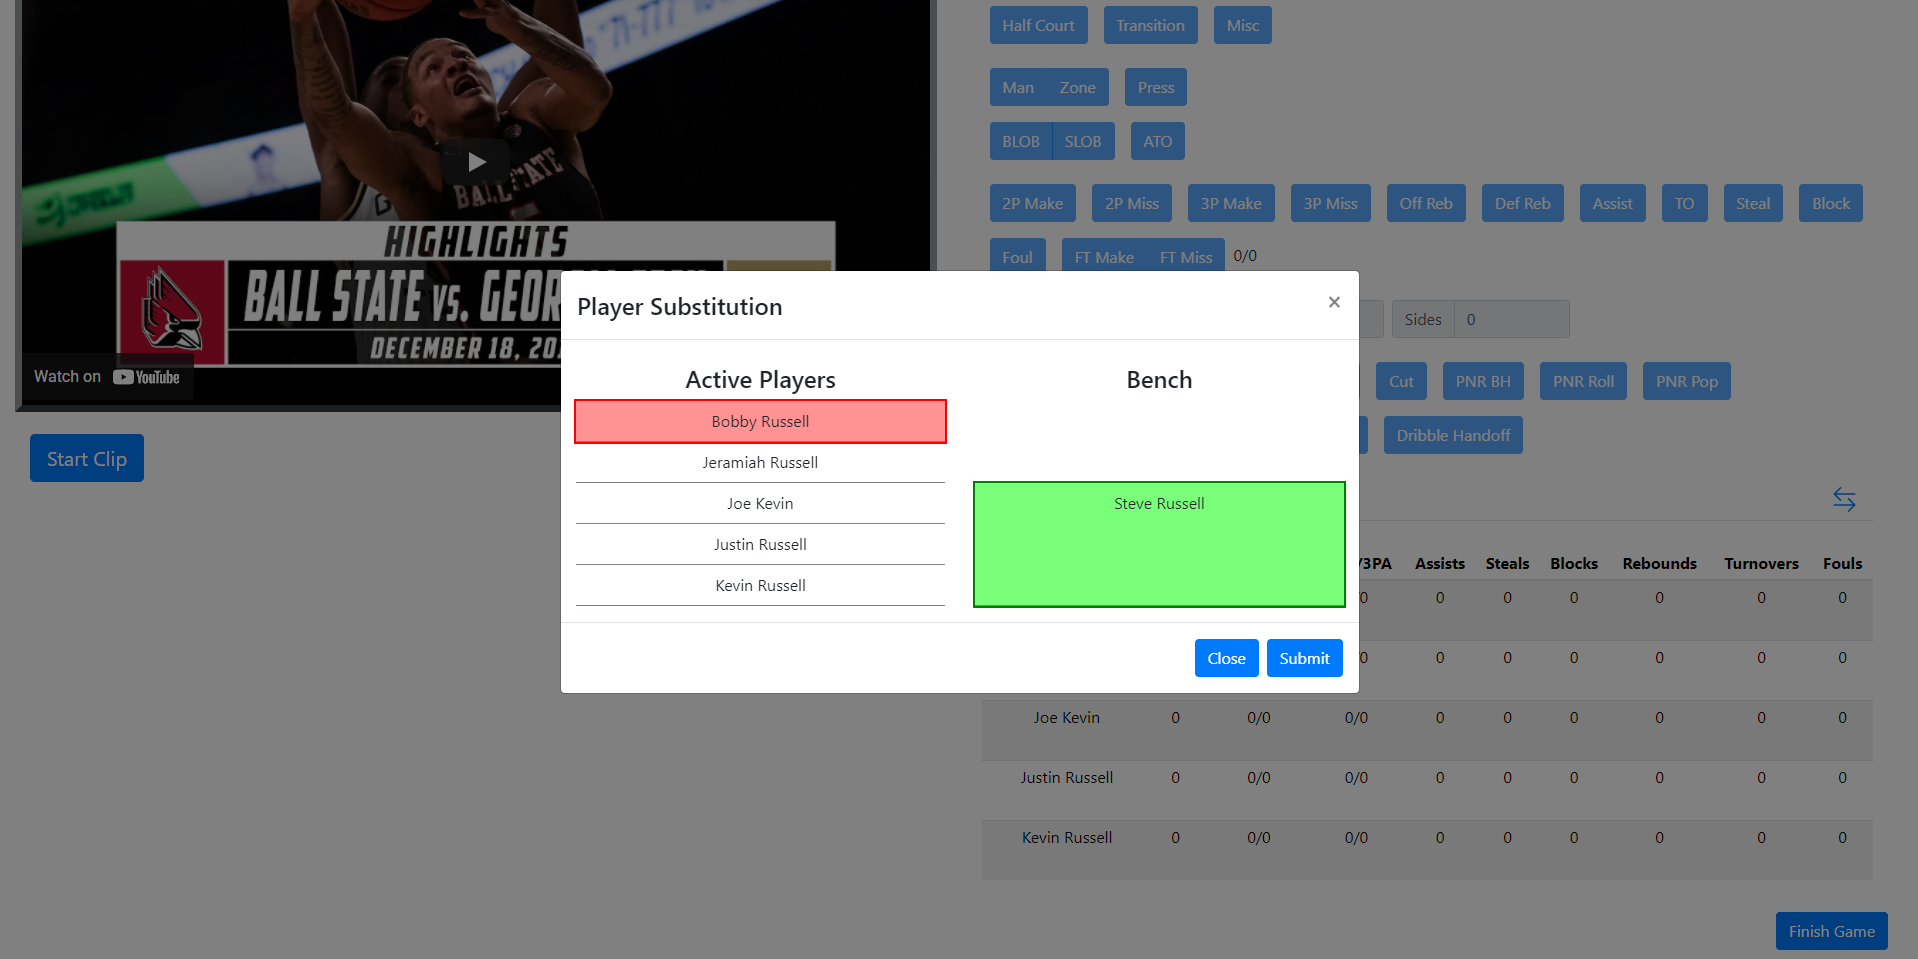 Half Court Transition Misc
Man Zone Press
BLOB SLOB ATO
2P Make 2P Miss 3P Make 3P Miss Off Reb Def Reb Assist TO Steal Block
Foul FT Make FT Miss 0/0
Sides 0
Cut PNR BH PNR Roll PNR Pop
Dribble Handoff
BALL STATE
HIGHLIGHTS
BALL STATE VS.
DECEMBER 18,
Watch on YouTube
Start Clip
Player Substitution ×
Active Players Bench
Bobby Russell
Jeramiah Russell
Joe Kevin Steve Russell
Justin Russell
Kevin Russell
Close Submit
/3PA Assists Steals Blocks Rebounds Turnovers Fouls
/0 0 0 0 0 0 0
/0 0 0 0 0 0 0
Joe Kevin 0 0/0 0/0 0 0 0 0 0 0
Justin Russell 0 0/0 0/0 0 0 0 0 0 0
Kevin Russell 0 0/0 0/0 0 0 0 0 0 0
Finish Game